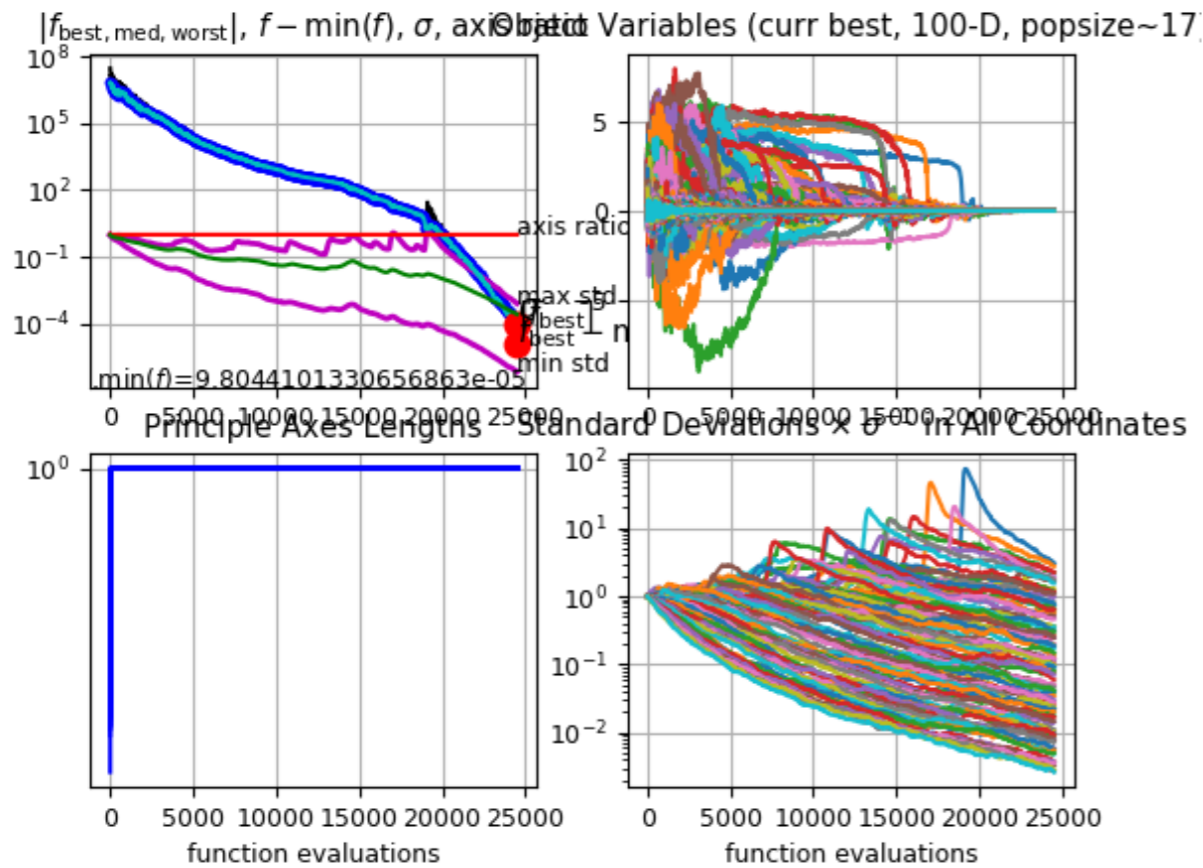 |f_best, med, worst|, f − min(f), σ, axis ratio
Object Variables (curr best, 100-D, popsize~17
10^8
10^5
10^2
10^-1
10^-4
axis ratio
max std
best
best
min std
min(f)=9.804410133065 6863e-05
0 5000 10000 15000 20000 25000
5
0
0 5000 10000 15000 20000 25000
Principle Axes Lengths
10^0
0 5000 10000 15000 20000 25000
function evaluations
Standard Deviations × σ^-1 in All Coordinates
10^2
10^1
10^0
10^-1
10^-2
0 5000 10000 15000 20000 25000
function evaluations